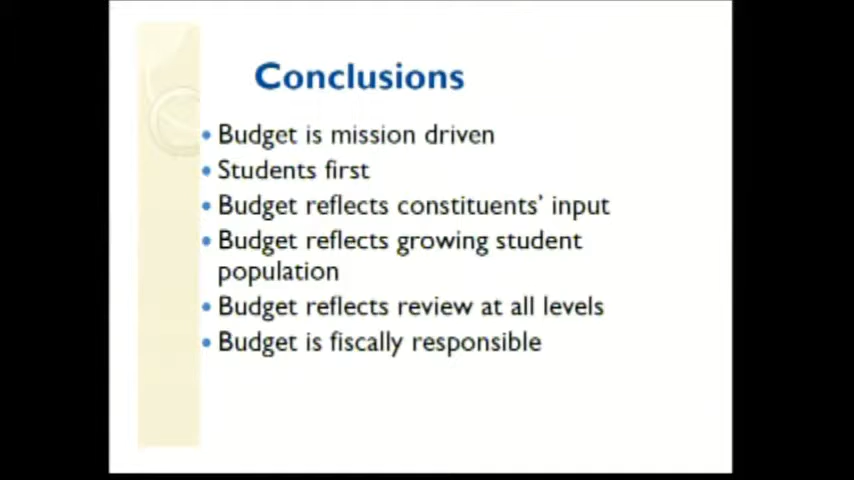 Conclusions
• Budget is mission driven
• Students first
• Budget reflects constituents’ input
• Budget reflects growing student
population
• Budget reflects review at all levels
• Budget is fiscally responsible